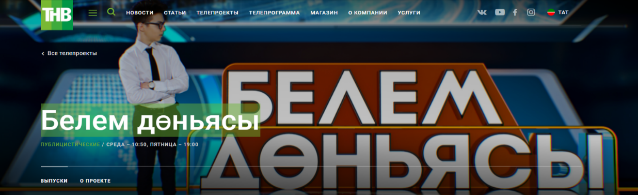 ТНВ
НОВОСТИ СТАТЬИ ТЕЛЕПРОЕКТЫ ТЕЛЕПРОГРАММА МАГАЗИН О КОМПАНИИ УСЛУГИ ТАТ
< Все телепроекты
БЕЛЕМ
Белем дөньясы
ДӨНЬЯСЫ
ПУБЛИЦИСТИЧЕСКИЕ / СРЕДА – 10:50, ПЯТНИЦА – 19:00
ВЫПУСКИ О ПРОЕКТЕ